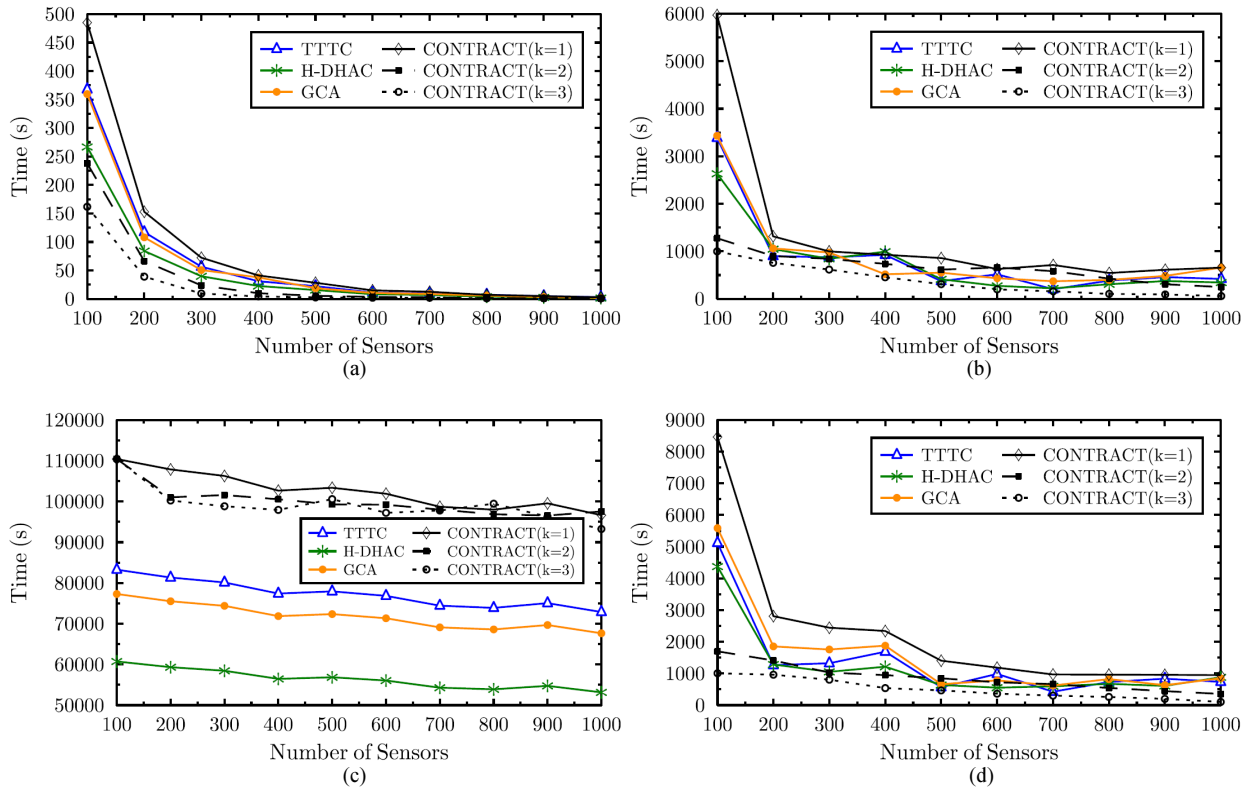 500
450
400
350
300
250
200
150
100
50
0
Time (s)
TTTC
H-DHAC
GCA
CONTRACT(k=1)
CONTRACT(k=2)
CONTRACT(k=3)
100 200 300 400 500 600 700 800 900 1000
Number of Sensors
(a)
6000
5000
4000
3000
2000
1000
0
Time (s)
TTTC
H-DHAC
GCA
CONTRACT(k=1)
CONTRACT(k=2)
CONTRACT(k=3)
100 200 300 400 500 600 700 800 900 1000
Number of Sensors
(b)
120000
110000
100000
90000
80000
70000
60000
50000
Time (s)
TTTC
H-DHAC
GCA
CONTRACT(k=1)
CONTRACT(k=2)
CONTRACT(k=3)
100 200 300 400 500 600 700 800 900 1000
Number of Sensors
(c)
9000
8000
7000
6000
5000
4000
3000
2000
1000
0
Time (s)
TTTC
H-DHAC
GCA
CONTRACT(k=1)
CONTRACT(k=2)
CONTRACT(k=3)
100 200 300 400 500 600 700 800 900 1000
Number of Sensors
(d)